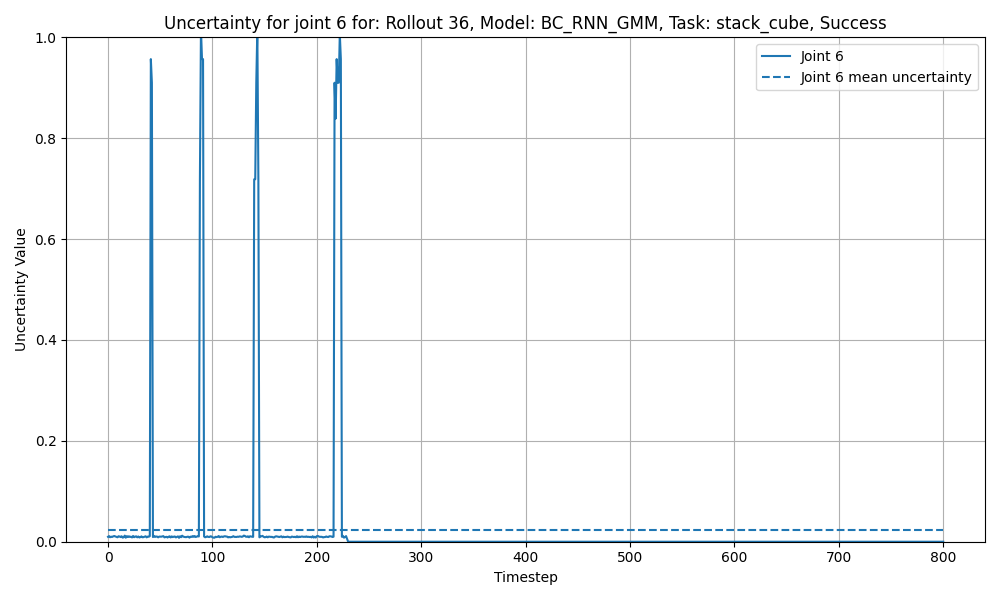 Uncertainty for joint 6 for: Rollout 36, Model: BC_RNN_GMM, Task: stack_cube, Success
Joint 6
Joint 6 mean uncertainty
Uncertainty Value
1.0
0.8
0.6
0.4
0.2
0.0
0 100 200 300 400 500 600 700 800
Timestep